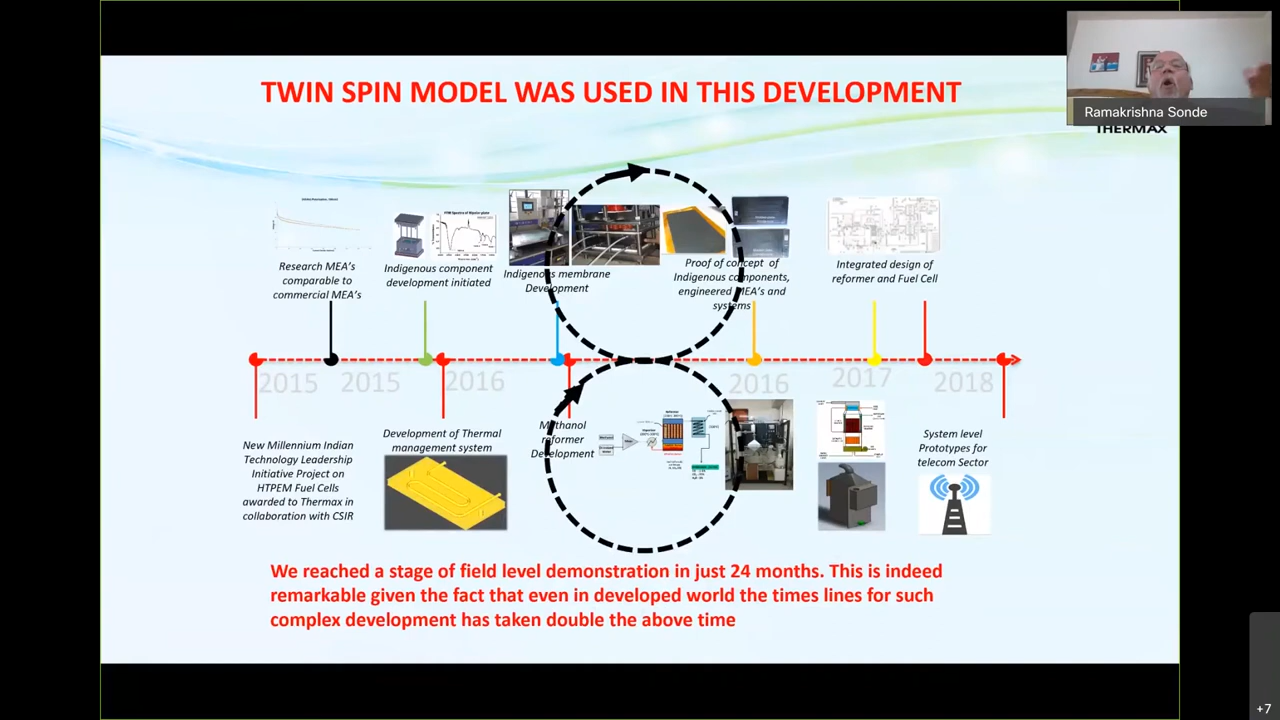 TWIN SPIN MODEL WAS USED IN THIS DEVELOPMENT
Ramakrishna Sonde
THERMAX
Research MEA's
comparable to
commercial MEA's
Indigenous component
development initiated
Indigenous membrane
Development
Proof of concept of
Indigenous components,
engineered MEA's and
systems
Integrated design of
reformer and Fuel Cell
2015
2015
2016
2016
2017
2018
New Millennium Indian
Technology Leadership
Initiative Project on
HTPEM Fuel Cells
awarded to Thermax in
collaboration with CSIR
Development of Thermal
management system
Methanol
reformer
Development
System level
Prototypes for
telecom Sector
We reached a stage of field level demonstration in just 24 months. This is indeed
remarkable given the fact that even in developed world the times lines for such
complex development has taken double the above time
+7